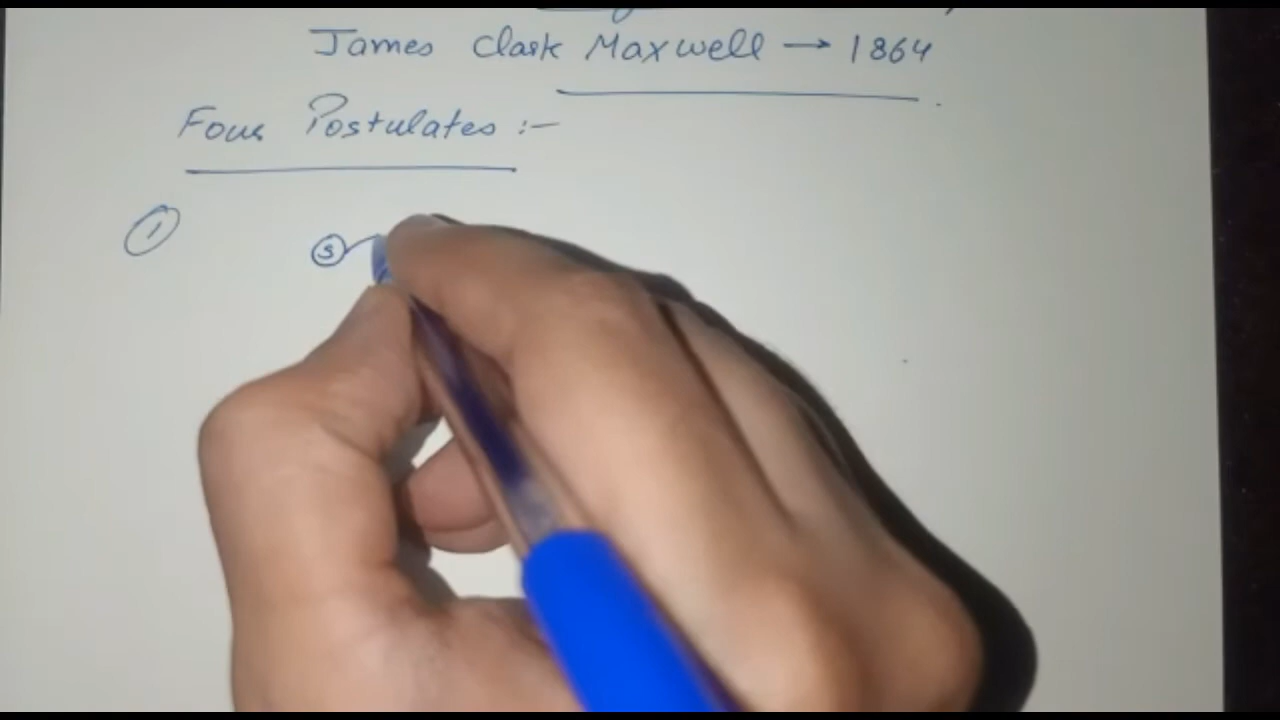 James Clark Maxwell → 1864
Four Postulates :-
①
Ⓢ